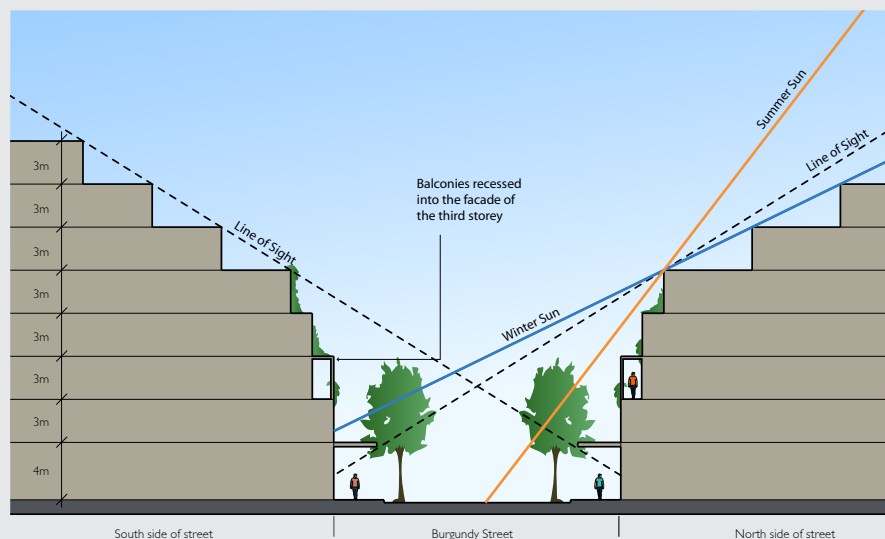 Summer Sun
Line of Sight
3m
3m
Balconies recessed
into the facade of
the third storey
3m
Line of Sight
3m
3m
Winter Sun
3m
3m
4m
South side of street
Burgundy Street
North side of street